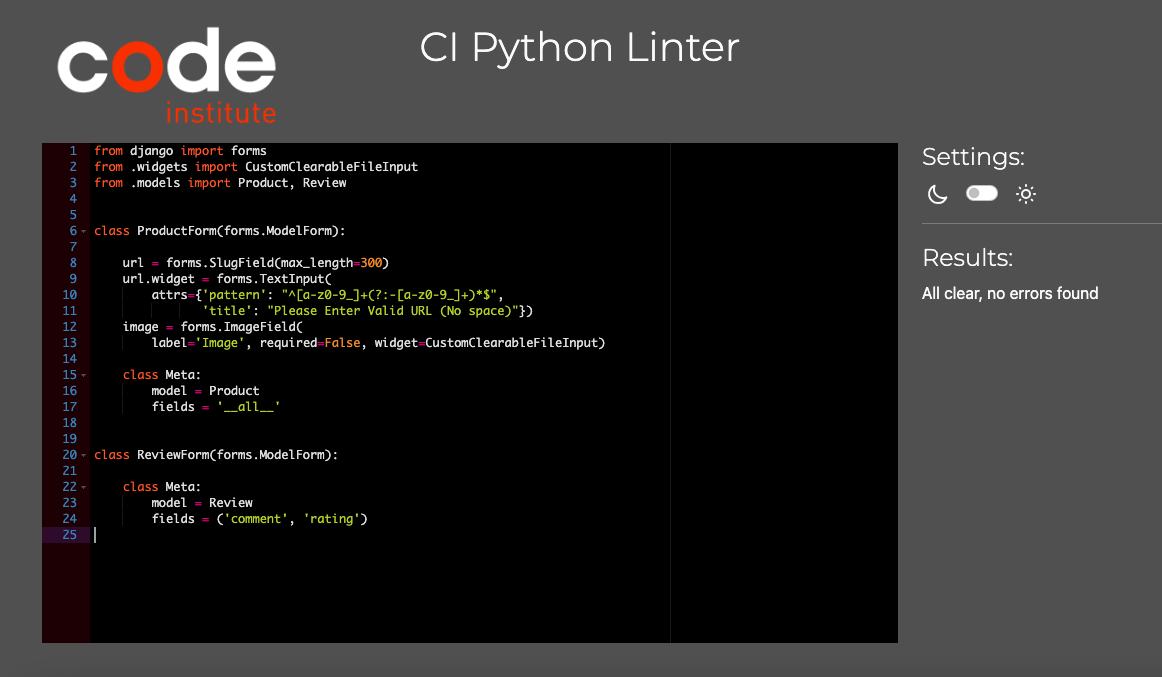 code
institute
CI Python Linter
1 from django import forms
2 from .widgets import CustomClearableFileInput
3 from .models import Product, Review
4
5
6 class ProductForm(forms.ModelForm):
7
8     url = forms.SlugField(max_length=300)
9     url.widget = forms.TextInput(
10         attrs={'pattern': "^[a-z0-9_]+(?:-[a-z0-9_]+)*$",
11                'title': "Please Enter Valid URL (No space)"})
12     image = forms.ImageField(
13         label='Image', required=False, widget=CustomClearableFileInput)
14
15     class Meta:
16         model = Product
17         fields = '__all__'
18
19
20 class ReviewForm(forms.ModelForm):
21
22     class Meta:
23         model = Review
24         fields = ('comment', 'rating')
25
Settings:
Results:
All clear, no errors found